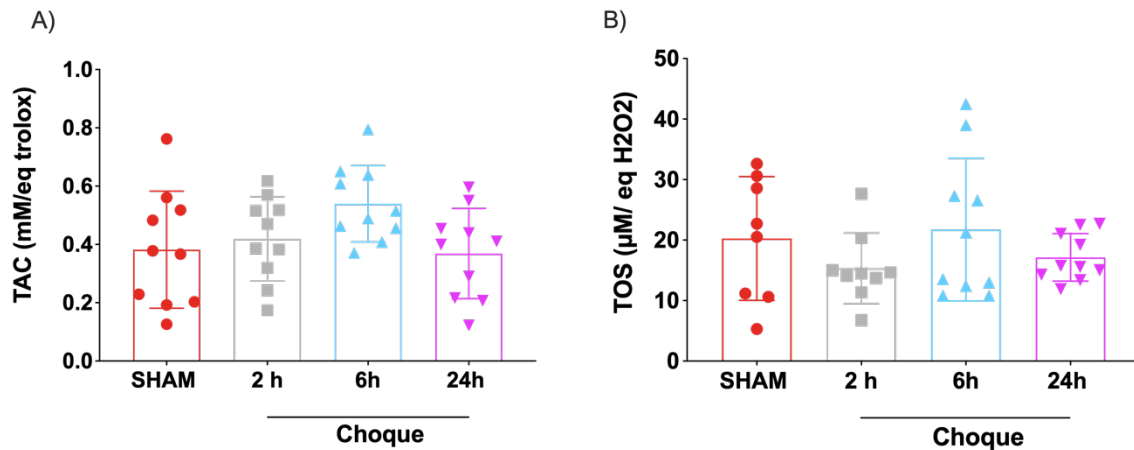 A)
TAC (mM/eq trolox)
1.0
0.8
0.6
0.4
0.2
0.0
SHAM 2 h 6h 24h
Choque
B)
TOS (µM/ eq H2O2)
50
40
30
20
10
0
SHAM 2 h 6h 24h
Choque